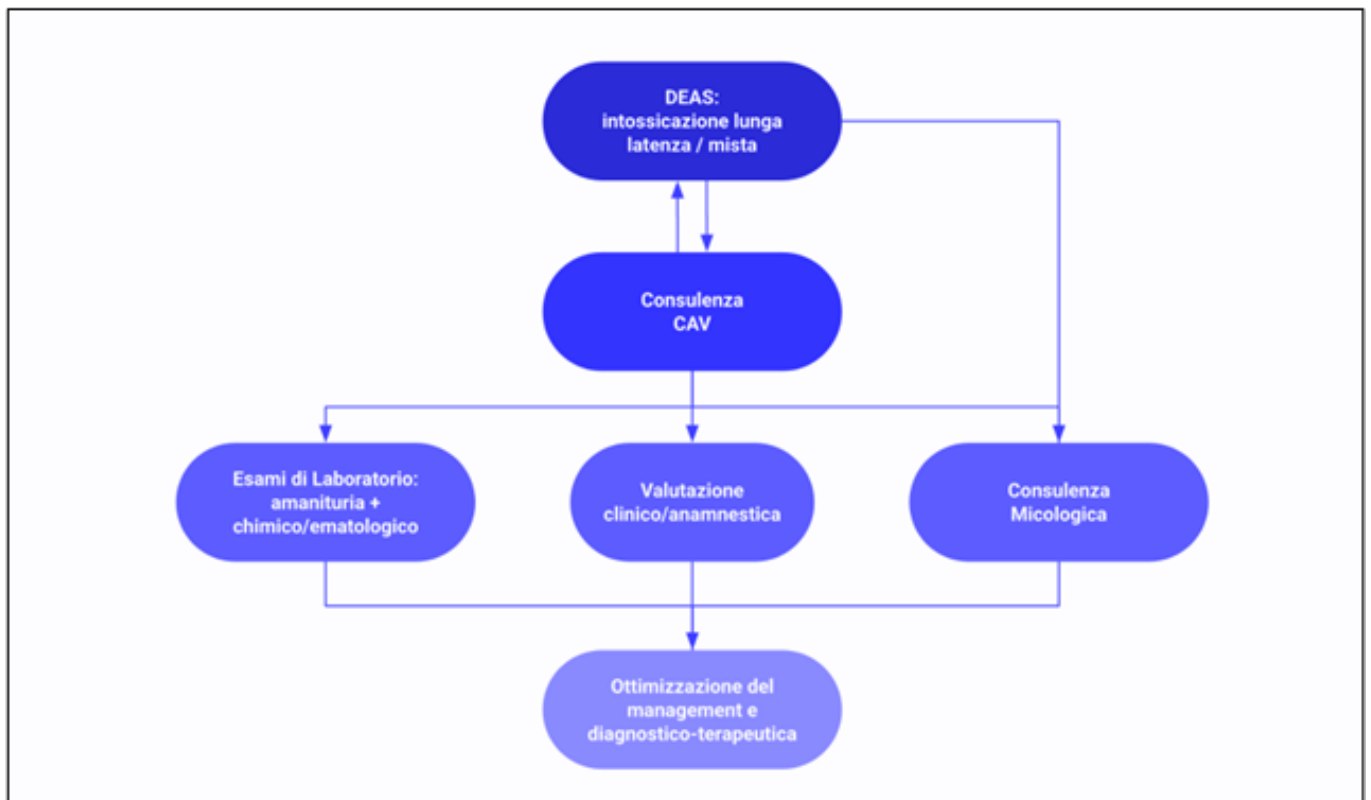 DEAS:
intossicazione lunga
latenza / mista
Consulenza
CAV
Esami di Laboratorio:
amanituria +
chimico/ematologico
Valutazione
clinico/anamnestica
Consulenza
Micologica
Ottimizzazione del
management e
diagnostico-terapeutica